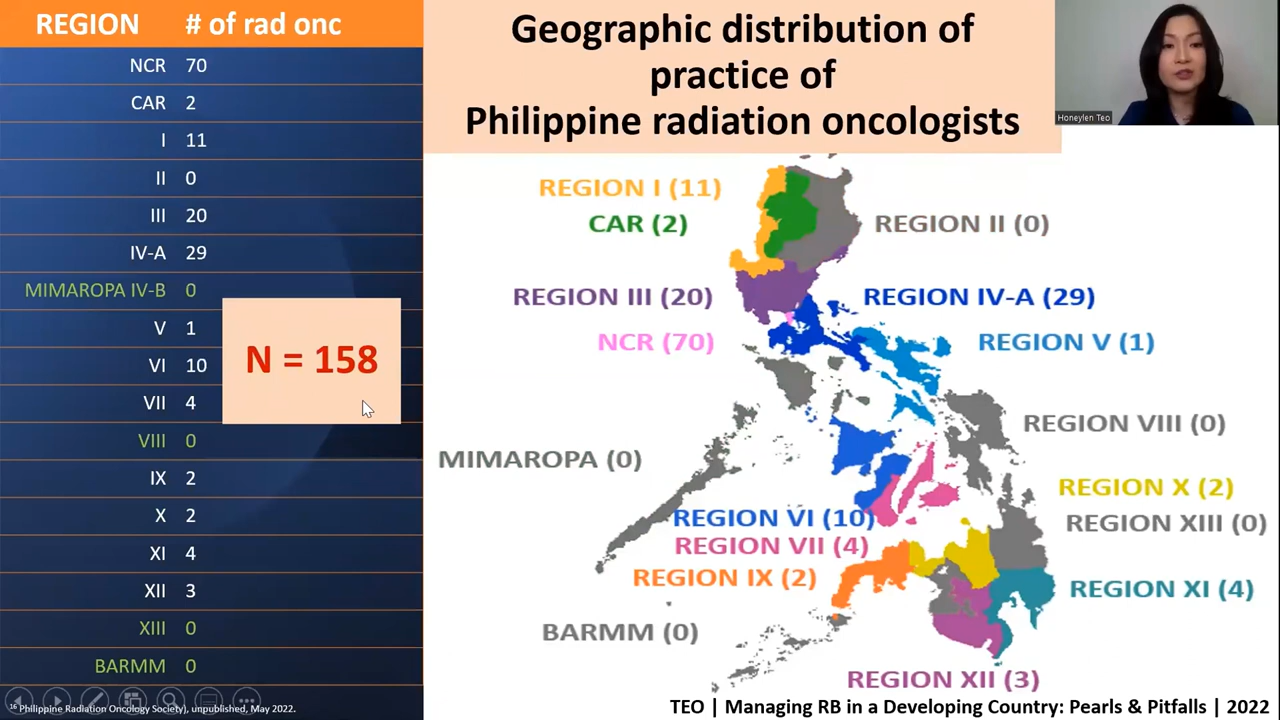 REGION # of rad onc
NCR 70
CAR 2
I 11
II 0
III 20
IV-A 29
MIMAROPA IV-B 0
V 1
VI 10
VII 4
VIII 0
IX 2
X 2
XI 4
XII 3
XIII 0
BARMM 0
N = 158
16 Philippine Radiation Oncology Society), unpublished, May 2022.
Geographic distribution of
practice of
Philippine radiation oncologists
Honeylen Teo
REGION I (11)
CAR (2)
REGION II (0)
REGION III (20)
REGION IV-A (29)
NCR (70)
REGION V (1)
REGION VIII (0)
MIMAROPA (0)
REGION X (2)
REGION VI (10)
REGION XIII (0)
REGION VII (4)
REGION IX (2)
REGION XI (4)
BARMM (0)
REGION XII (3)
TEO | Managing RB in a Developing Country: Pearls & Pitfalls | 2022